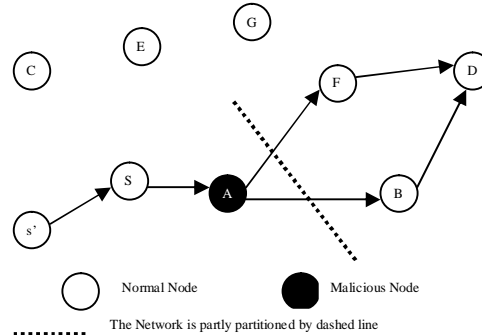 G
E
C
F
D
S
A
B
s'
Normal Node
Malicious Node
The Network is partly partitioned by dashed line